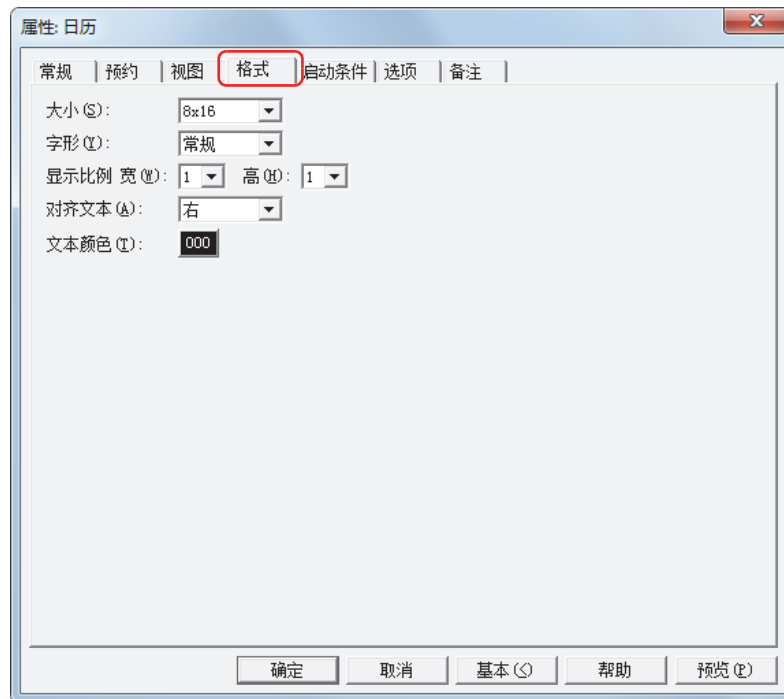 属性: 日历
常规 预约 视图 格式 启动条件 选项 备注
大小(S): 8x16
字形(Y): 常规
显示比例 宽(W): 1 高(H): 1
对齐文本(A): 右
文本颜色(T): 000
确定 取消 基本(<) 帮助 预览(P)